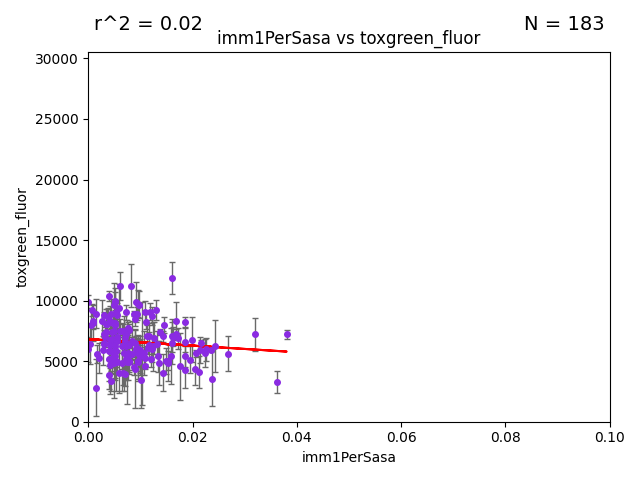 r^2 = 0.02
N = 183
imm1PerSasa vs toxgreen_fluor
30000
25000
20000
15000
10000
5000
0
toxgreen_fluor
0.00
0.02
0.04
0.06
0.08
0.10
imm1PerSasa